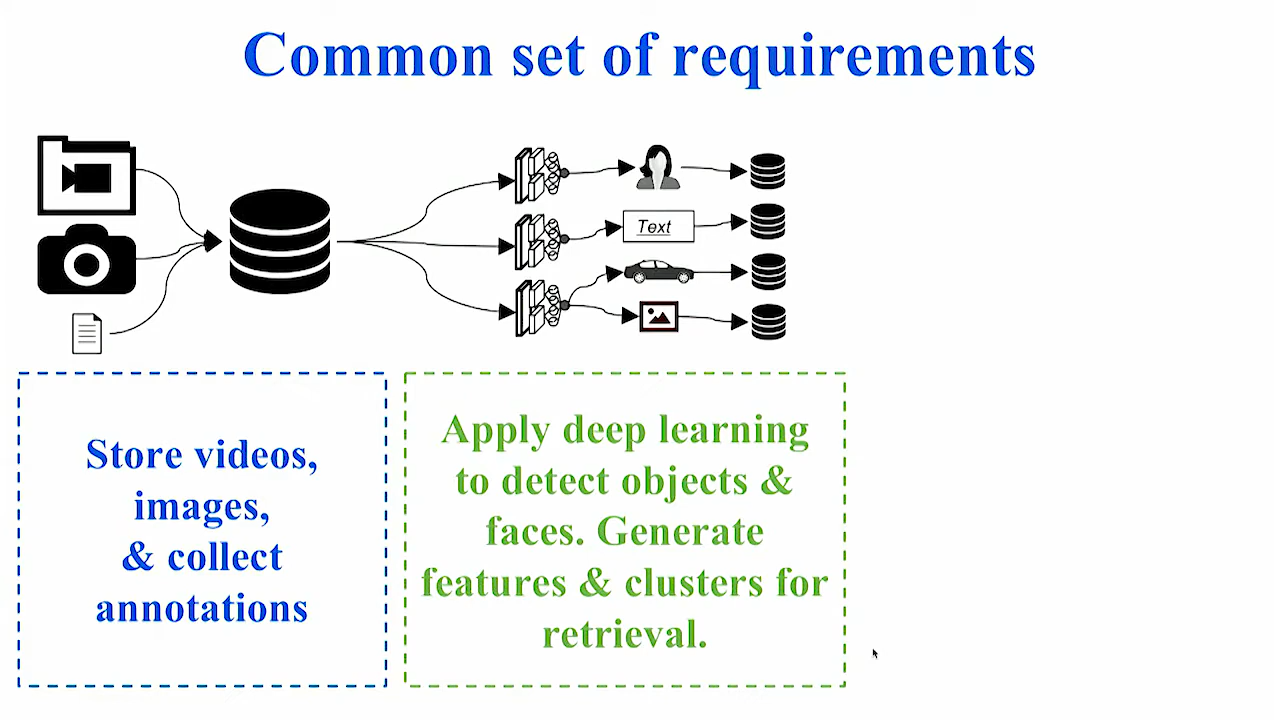 Common set of requirements
Text
Store videos,
images,
& collect
annotations
Apply deep learning
to detect objects &
faces. Generate
features & clusters for
retrieval.